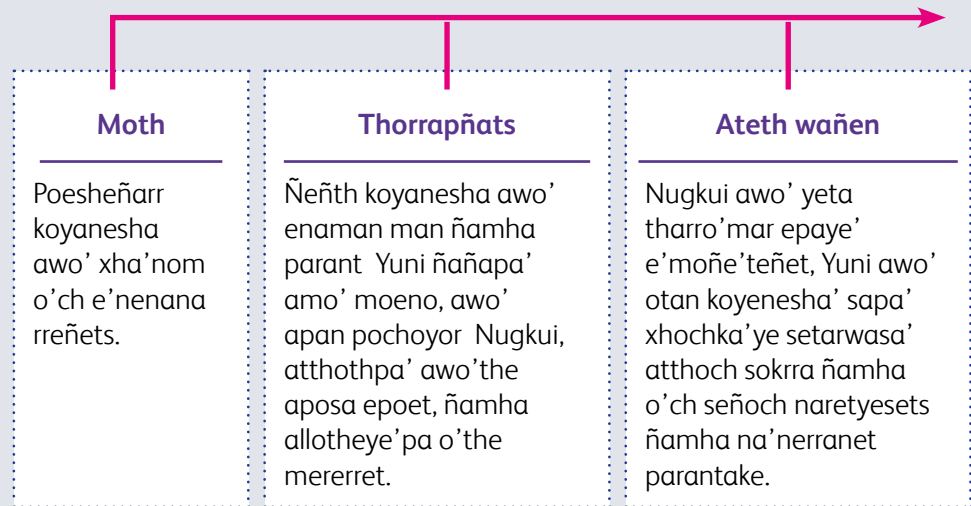 Moth
Poesheñarr
koyanesha
awo’ xha’nom
o’ch e’nenana
rreñets.
Thorrapñats
Ñeñth koyanesha awo’
enaman man ñamha
parant Yuni ñañapa’
amo’ moeno, awo’
apan pochoyor Nugkui,
atthothpa’ awo’the
aposa epoet, ñamha
allotheye’pa o’the
mererret.
Ateth wañen
Nugkui awo’ yeta
tharro’mar epaye’
e’moñe’teñet, Yuni awo’
otan koyenesha’ sapa’
xhochka’ye setarwasa’
atthoch sokrra ñamha
o’ch señoch naretyesets
ñamha na’nerranet
parantake.